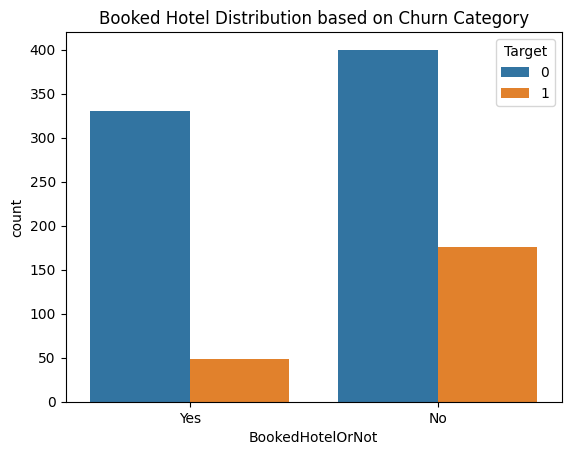 Booked Hotel Distribution based on Churn Category
400
350
300
250
200
150
100
50
0
count
Yes
No
BookedHotelOrNot
Target
0
1